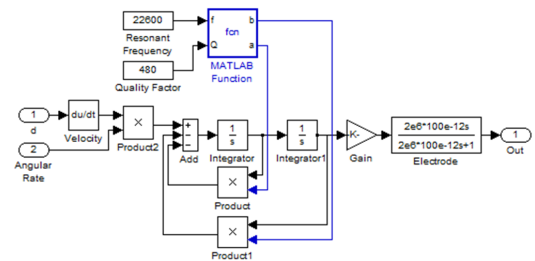 22600
Resonant
Frequency
480
Quality Factor
f
Q
fcn
b
a
MATLAB
Function
1
d
du/dt
Velocity
2
Angular
Rate
×
Product2
+
−
−
Add
1
s
Integrator
1
s
Integrator1
K-
Gain
2e6*100e-12s
2e6*100e-12s+1
Electrode
1
Out
×
Product
×
Product1